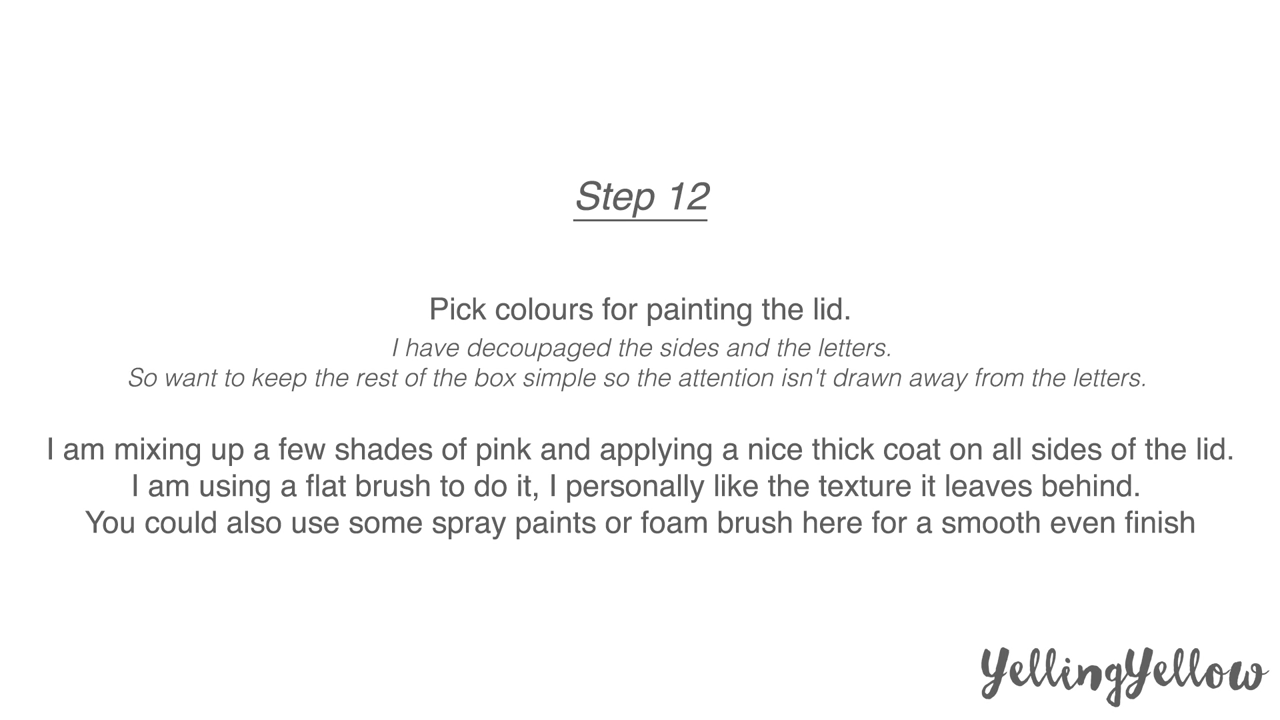 Step 12
Pick colours for painting the lid.
I have decoupaged the sides and the letters.
So want to keep the rest of the box simple so the attention isn't drawn away from the letters.
I am mixing up a few shades of pink and applying a nice thick coat on all sides of the lid.
I am using a flat brush to do it, I personally like the texture it leaves behind.
You could also use some spray paints or foam brush here for a smooth even finish
YellingYellow